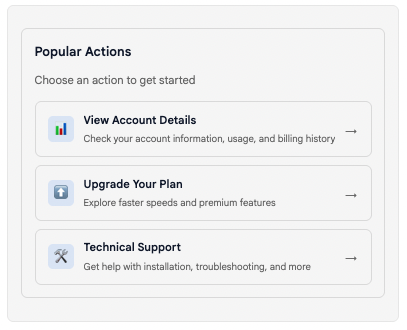 Popular Actions
Choose an action to get started
View Account Details
Check your account information, usage, and billing history
→
Upgrade Your Plan
Explore faster speeds and premium features
→
Technical Support
Get help with installation, troubleshooting, and more
→